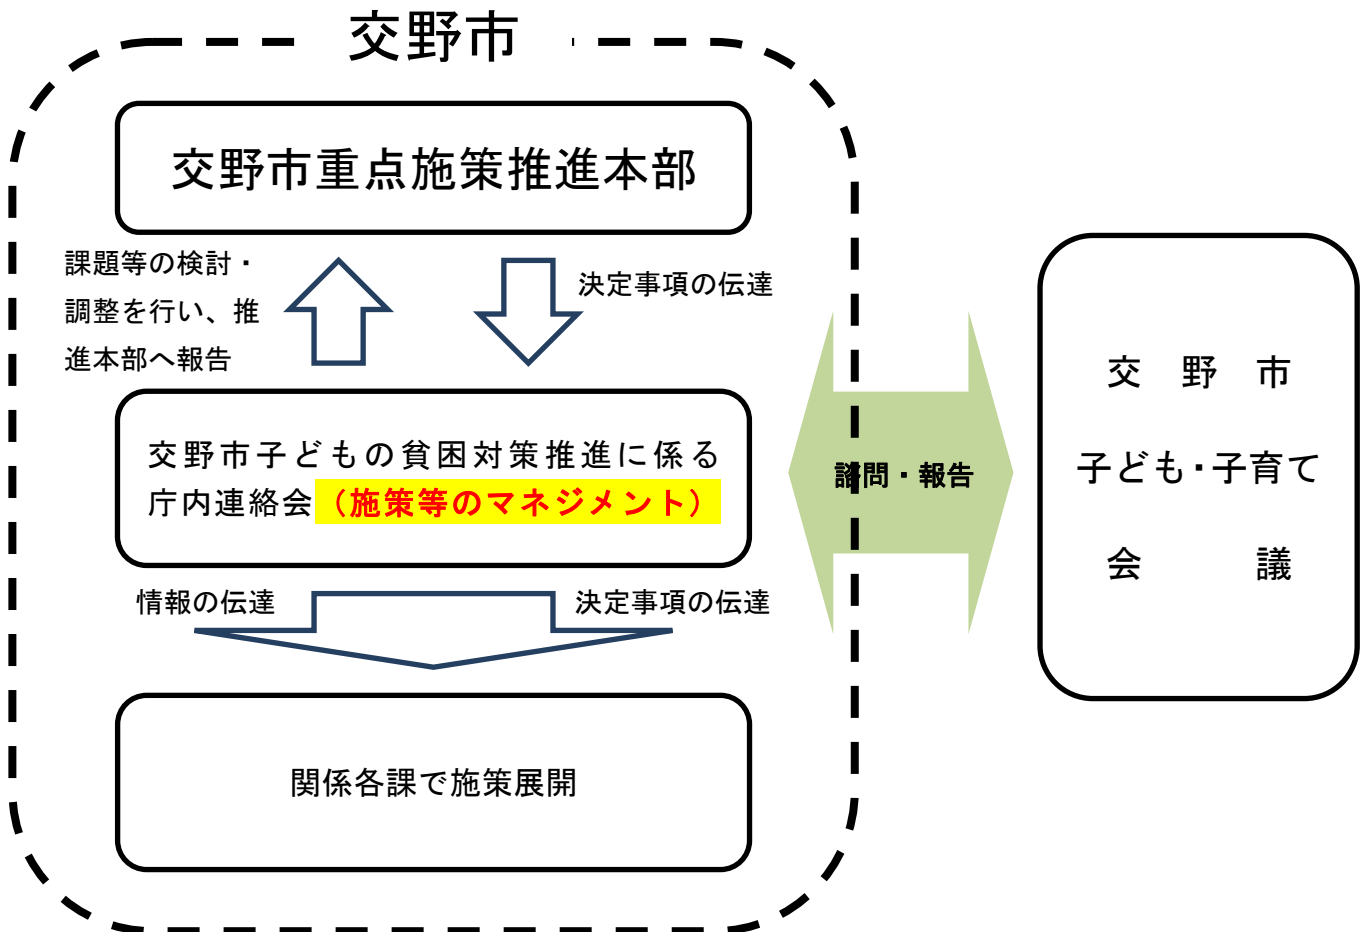 交野市
交野市重点施策推進本部
課題等の検討・
調整を行い、推
進本部へ報告
決定事項の伝達
交野市子どもの貧困対策推進に係る
庁内連絡会（施策等のマネジメント）
諮問・報告
情報の伝達
決定事項の伝達
関係各課で施策展開
交　野　市
子ども・子育て
会　　　議